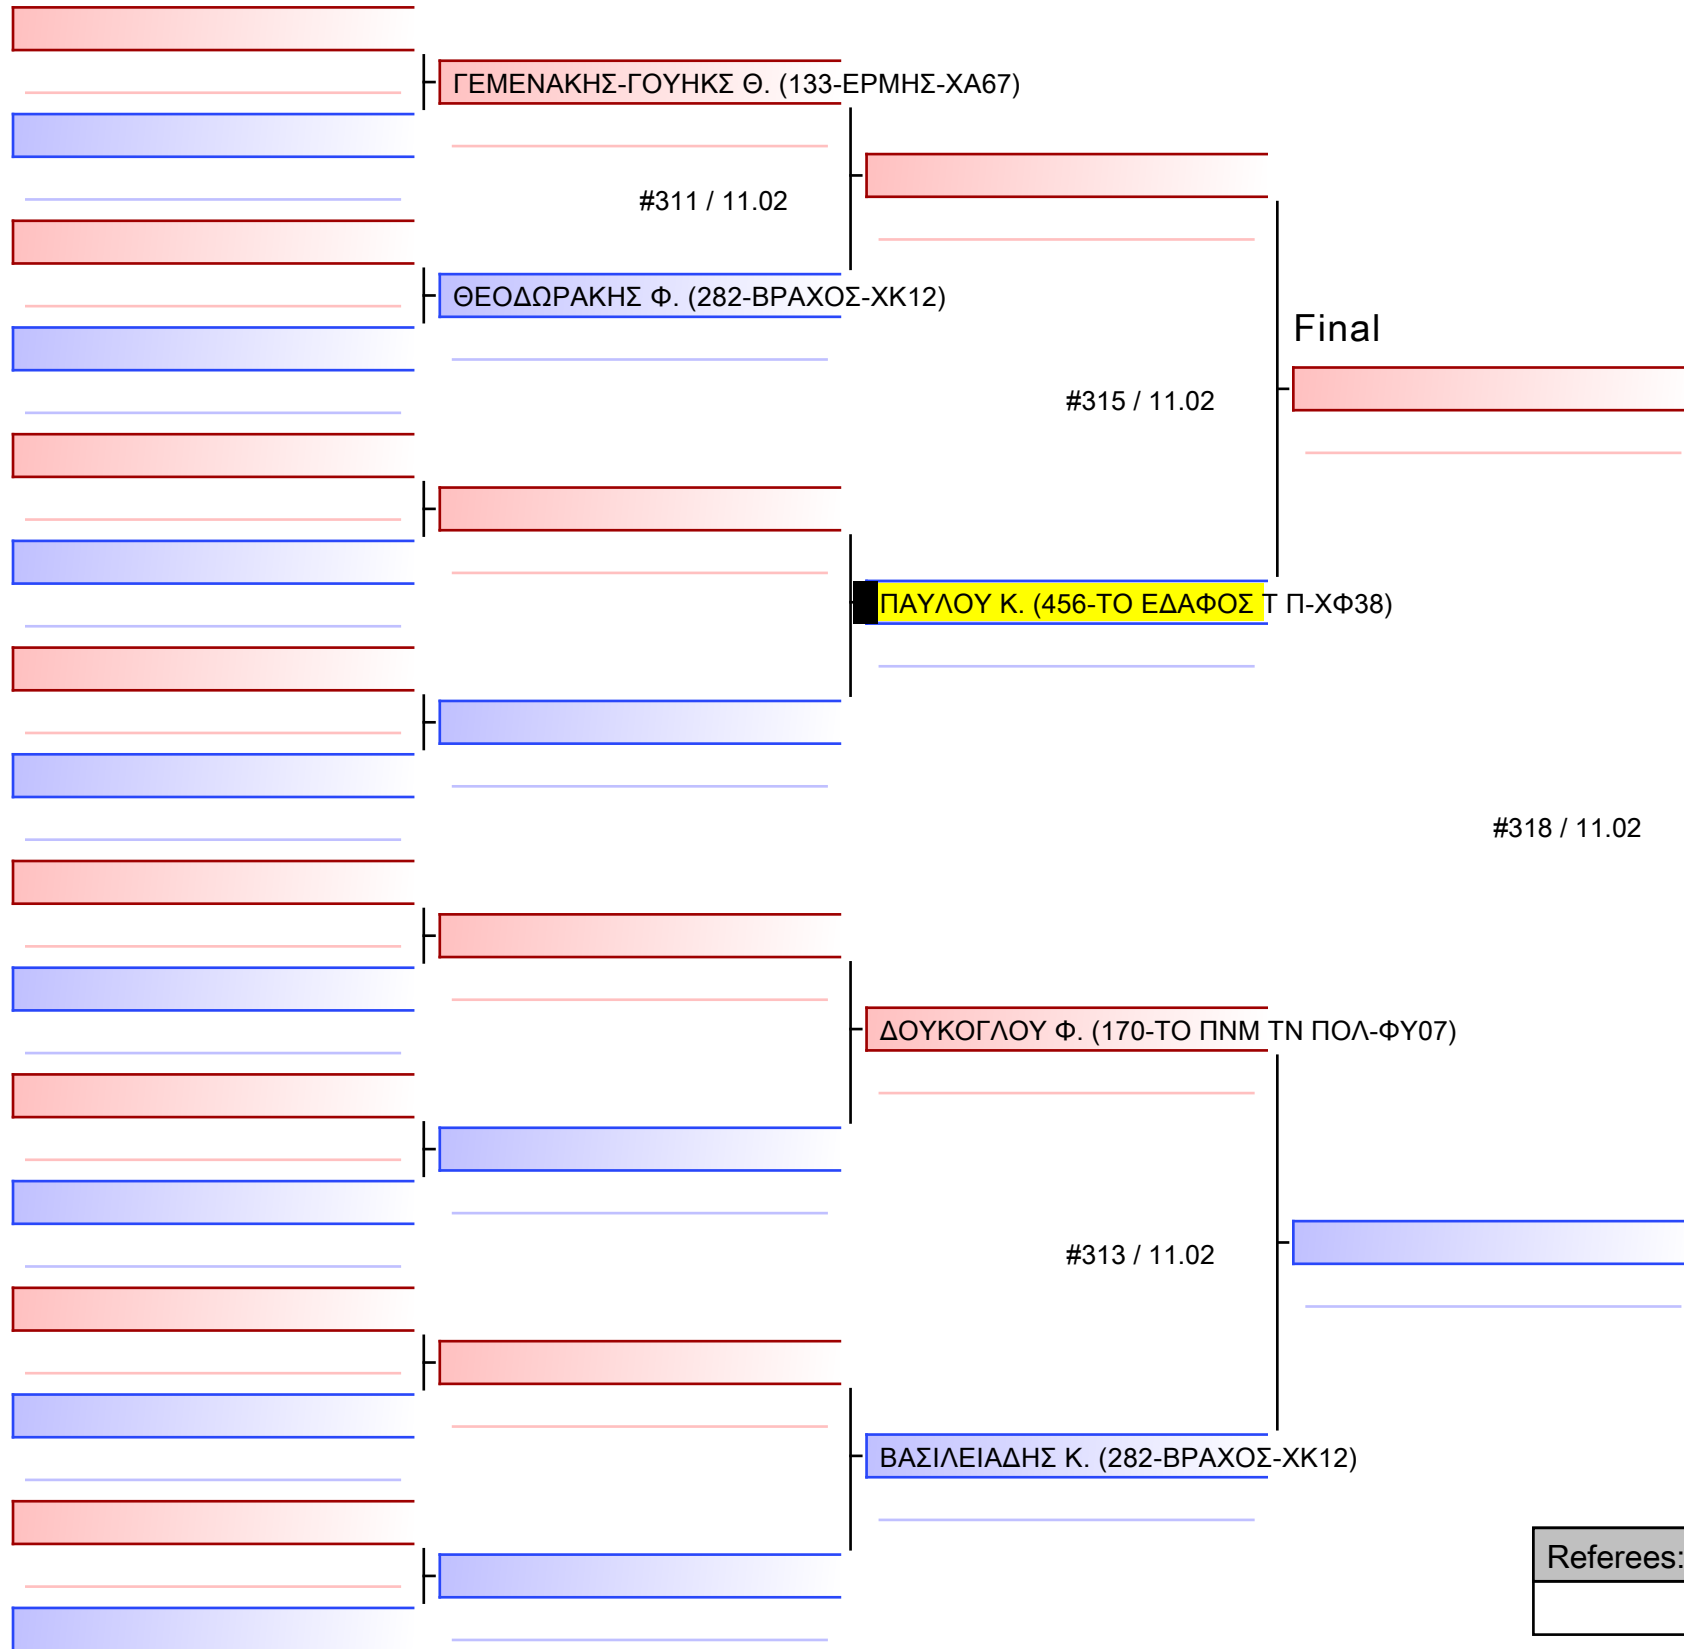 ΓΕΜΕΝΑΚΗΣ-ΓΟΥΗΚΣ Θ. (133-ΕΡΜΗΣ-ΧΑ67)
#311 / 11.02
ΘΕΟΔΩΡΑΚΗΣ Φ. (282-ΒΡΑΧΟΣ-ΧΚ12)
Final
#315 / 11.02
ΠΑΥΛΟΥ Κ. (456-ΤΟ ΕΔΑΦΟΣ Τ Π-ΧΦ38)
#318 / 11.02
ΔΟΥΚΟΓΛΟΥ Φ. (170-ΤΟ ΠΝΜ ΤΝ ΠΟΛ-ΦΥ07)
#313 / 11.02
ΒΑΣΙΛΕΙΑΔΗΣ Κ. (282-ΒΡΑΧΟΣ-ΧΚ12)
Referees: